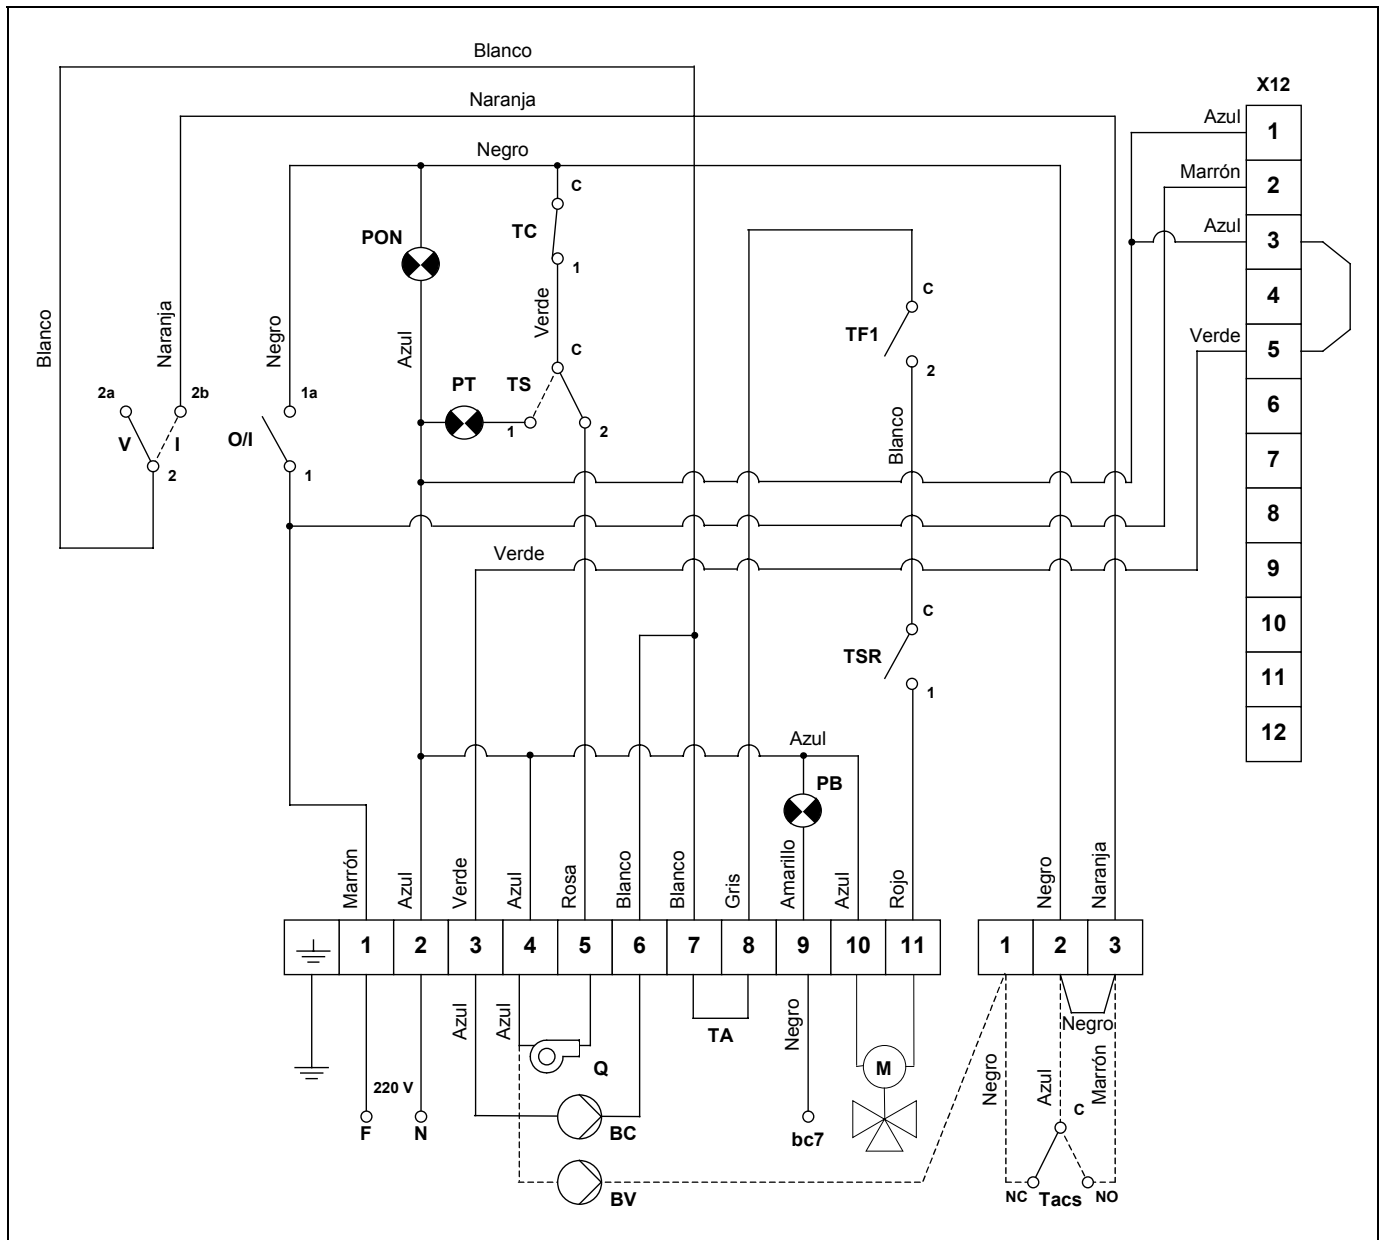 Blanco
X12
Naranja
Azul
1
Negro
Marrón
2
C
Azul
3
PON
TC
1
C
4
Blanco
Naranja
Negro
Azul
Verde
TF1
Verde
5
C
2
2a
2b
1a
PT
TS
6
V
I
O/I
1
2
Blanco
7
2
1
8
Verde
9
C
10
TSR
11
1
12
Azul
PB
Marrón
Azul
Verde
Azul
Rosa
Blanco
Blanco
Gris
Amarillo
Azul
Rojo
Negro
Naranja
1
2
3
4
5
6
7
8
9
10
11
1
2
3
Azul
Azul
TA
Negro
Negro
Negro
Azul
Marrón
Q
M
220 V
F
N
BC
bc7
C
BV
NC
Tacs
NO